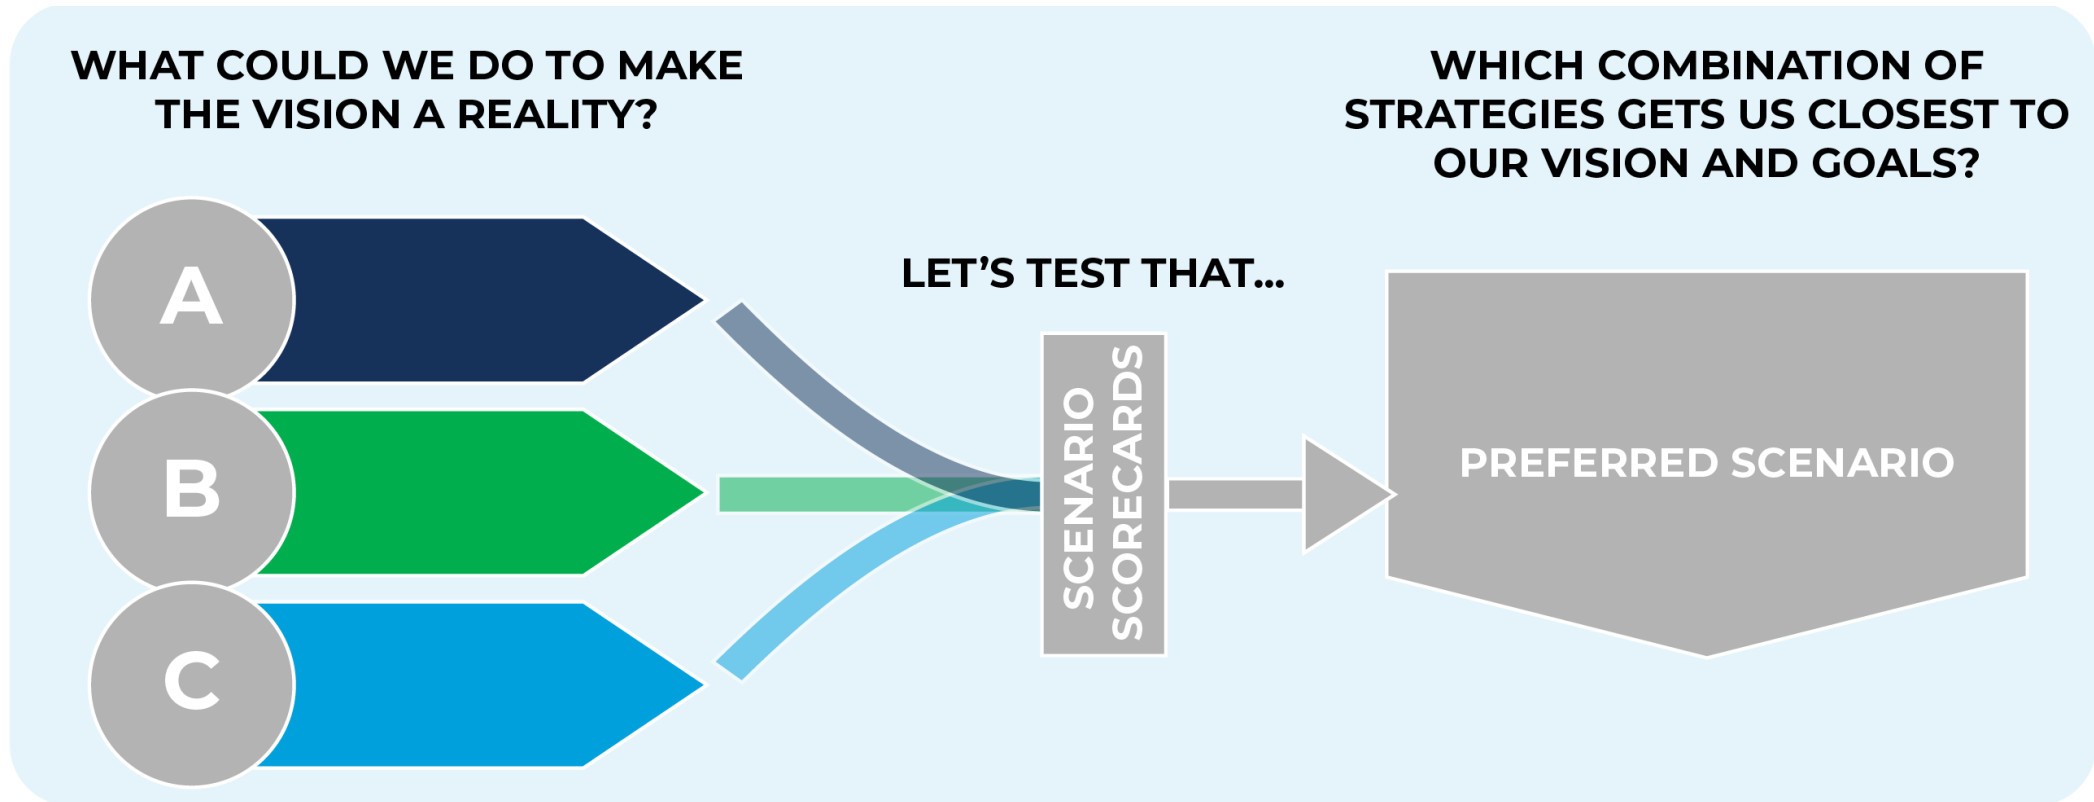 WHAT COULD WE DO TO MAKE
THE VISION A REALITY?
A
B
C
LET’S TEST THAT...
SCENARIO
SCORECARDS
WHICH COMBINATION OF
STRATEGIES GETS US CLOSEST TO
OUR VISION AND GOALS?
PREFERRED SCENARIO